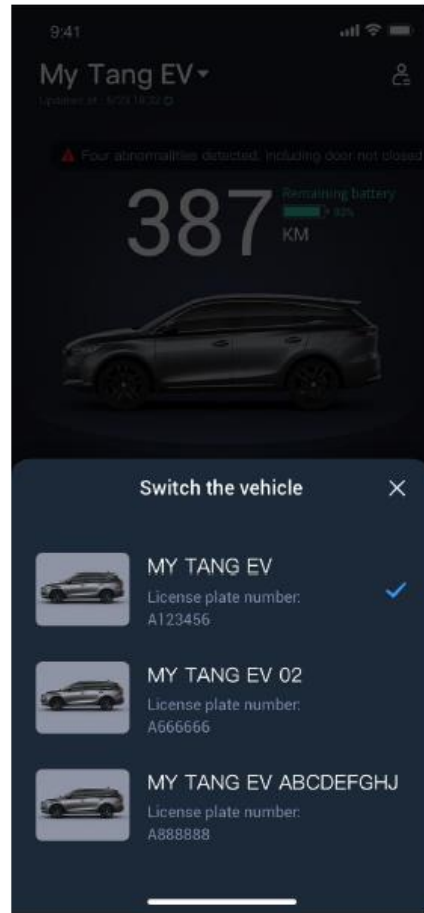 9:41
My Tang EV
Four abnormalities detected, including door not closed
387
Remaining battery
KM
Switch the vehicle
MY TANG EV
License plate number:
A123456
MY TANG EV 02
License plate number:
A666666
MY TANG EV ABCDEFGHJ
License plate number:
A888888